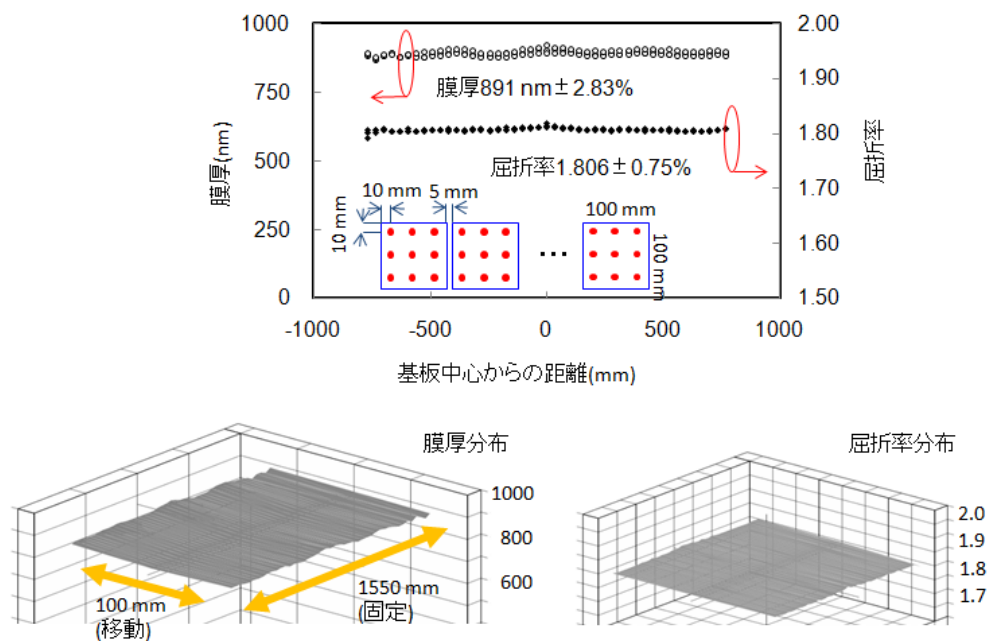 1000
750
500
250
0
膜厚(nm)
2.00
1.90
1.80
1.70
1.60
1.50
屈折率
膜厚891 nm±2.83%
屈折率1.806±0.75%
10 mm
5 mm
10 mm
100 mm
100 mm
-1000
-500
0
500
1000
基板中心からの距離(mm)
膜厚分布
1000
800
600
100 mm
(移動)
1550 mm
(固定)
屈折率分布
2.0
1.9
1.8
1.7